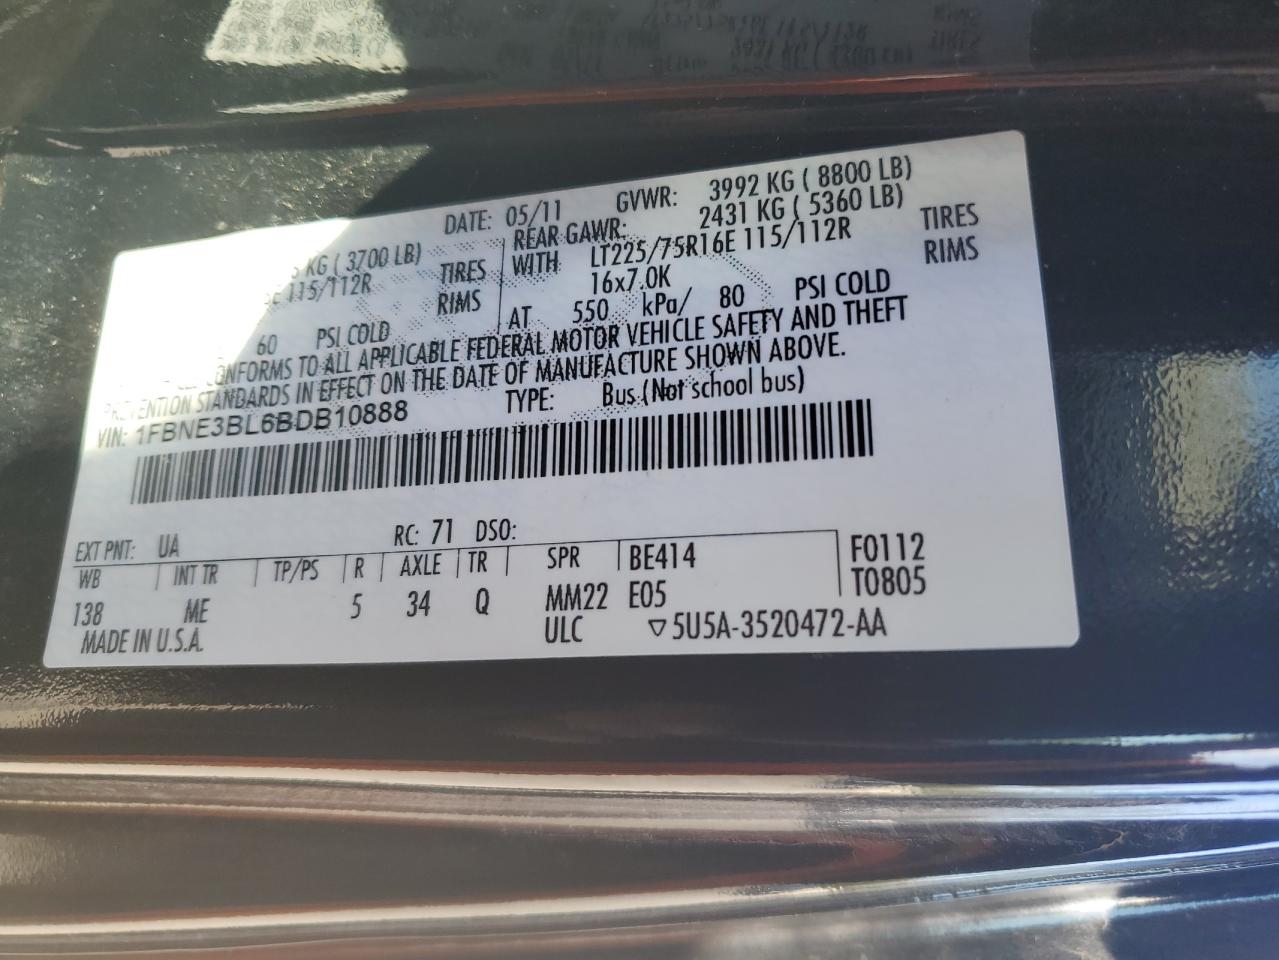 DATE: 05/11 GVWR: 3992 KG ( 8800 LB)
KG ( 3700 LB) REAR GAWR: 2431 KG ( 5360 LB)
115/112R TIRES WITH LT225/75R16E 115/112R TIRES
RIMS 16x7.0K RIMS
60 PSI COLD AT 550 kPa/ 80 PSI COLD
CONFORMS TO ALL APPLICABLE FEDERAL MOTOR VEHICLE SAFETY AND THEFT
PREVENTION STANDARDS IN EFFECT ON THE DATE OF MANUFACTURE SHOWN ABOVE.
VIN: 1FBNE3BL6BDB10888 TYPE: Bus (Not school bus)
EXT PNT: UA RC: 71 DSO:
WB INT TR TP/PS R AXLE TR SPR BE414 F0112
138 ME 5 34 Q MM22 E05 T0805
MADE IN U.S.A. ULC 5U5A-3520472-AA